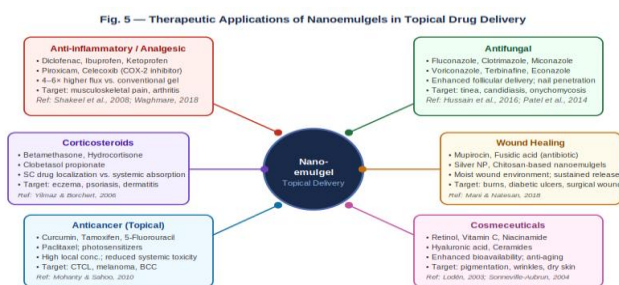 Fig. 5 — Therapeutic Applications of Nanoemulgels in Topical Drug Delivery
Anti-inflammatory / Analgesic
• Diclofenac, Ibuprofen, Ketoprofen
• Piroxicam, Celecoxib (COX-2 inhibitor)
• 4–6× higher flux vs. conventional gel
• Target: musculoskeletal pain, arthritis
Ref: Shakeel et al., 2008; Waghmare, 2018
Antifungal
• Fluconazole, Clotrimazole, Miconazole
• Voriconazole, Terbinafine, Econazole
• Enhanced follicular delivery; nail penetration
• Target: tinea, candidiasis, onychomycosis
Ref: Hussain et al., 2016; Patel et al., 2014
Corticosteroids
• Betamethasone, Hydrocortisone
• Clobetasol propionate
• SC drug localization vs. systemic absorption
• Target: eczema, psoriasis, dermatitis
Ref: Yilmaz & Borchert, 2006
Nano-
emulgel
Topical Delivery
Wound Healing
• Mupirocin, Fusidic acid (antibiotic)
• Silver NP, Chitosan-based nanoemulgels
• Moist wound environment; sustained release
• Target: burns, diabetic ulcers, surgical wound
Ref: Mani & Natesan, 2018
Anticancer (Topical)
• Curcumin, Tamoxifen, 5-Fluorouracil
• Paclitaxel; photosensitizers
• High local conc.; reduced systemic toxicity
• Target: CTCL, melanoma, BCC
Ref: Mohanty & Sahoo, 2010
Cosmeceuticals
• Retinol, Vitamin C, Niacinamide
• Hyaluronic acid, Ceramides
• Enhanced bioavailability; anti-aging
• Target: pigmentation, wrinkles, dry skin
Ref: Lodén, 2003; Sonneville-Aubrun, 2004